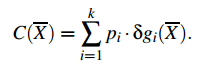 C(X̅) = ∑_{i=1}^{k} p_i · δg_i(X̅).